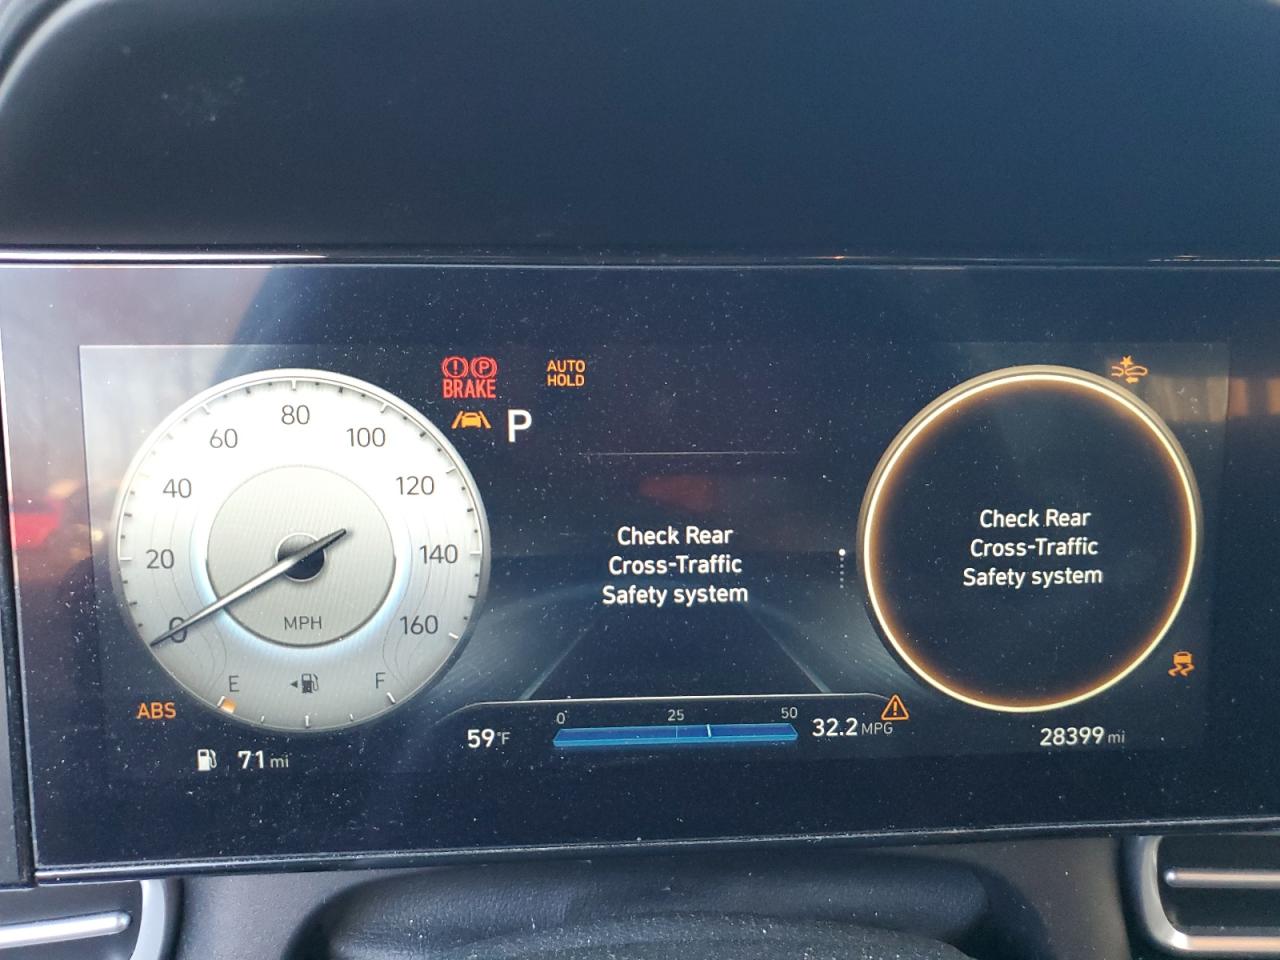 P
BRAKE
AUTO
HOLD
P
80
60
100
40
120
20
140
0
160
MPH
E
F
ABS
71 mi
Check Rear
Cross-Traffic
Safety system
0
25
50
59°F
32.2 MPG
Check Rear
Cross-Traffic
Safety system
28399 mi